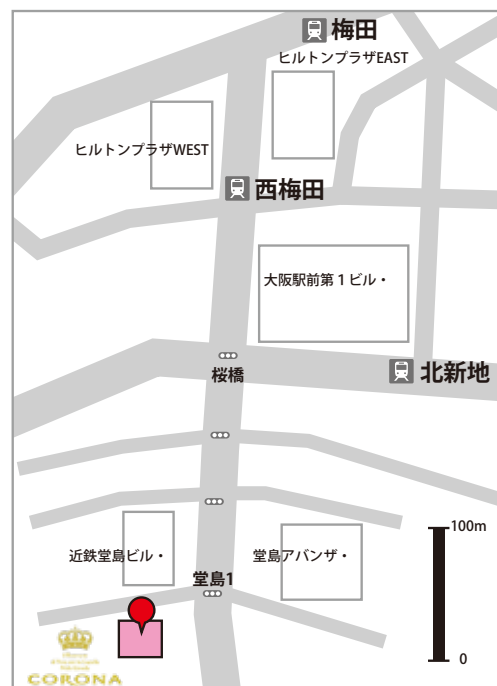 梅田
ヒルトンプラザEAST
ヒルトンプラザWEST
西梅田
大阪駅前第１ビル・
桜橋
北新地
100m
近鉄堂島ビル・
堂島アバンザ・
堂島1
0
CORONA